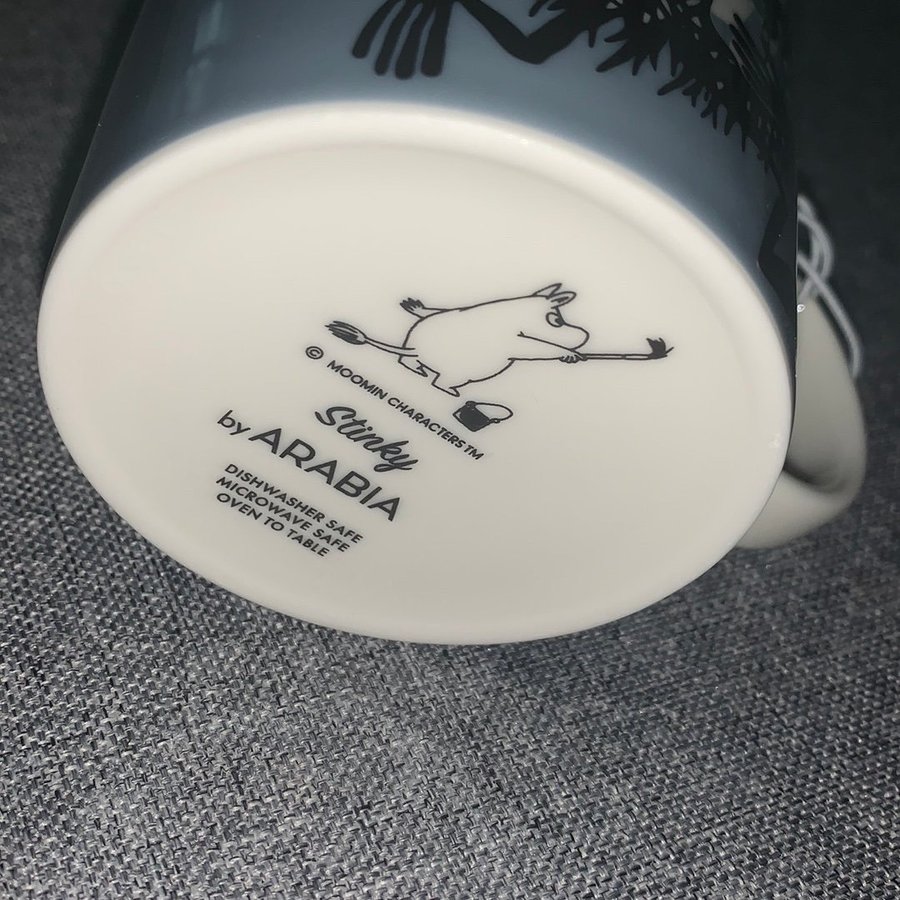 © MOOMIN CHARACTERS™
Stinky
by ARABIA
DISHWASHER SAFE
MICROWAVE SAFE
OVEN TO TABLE